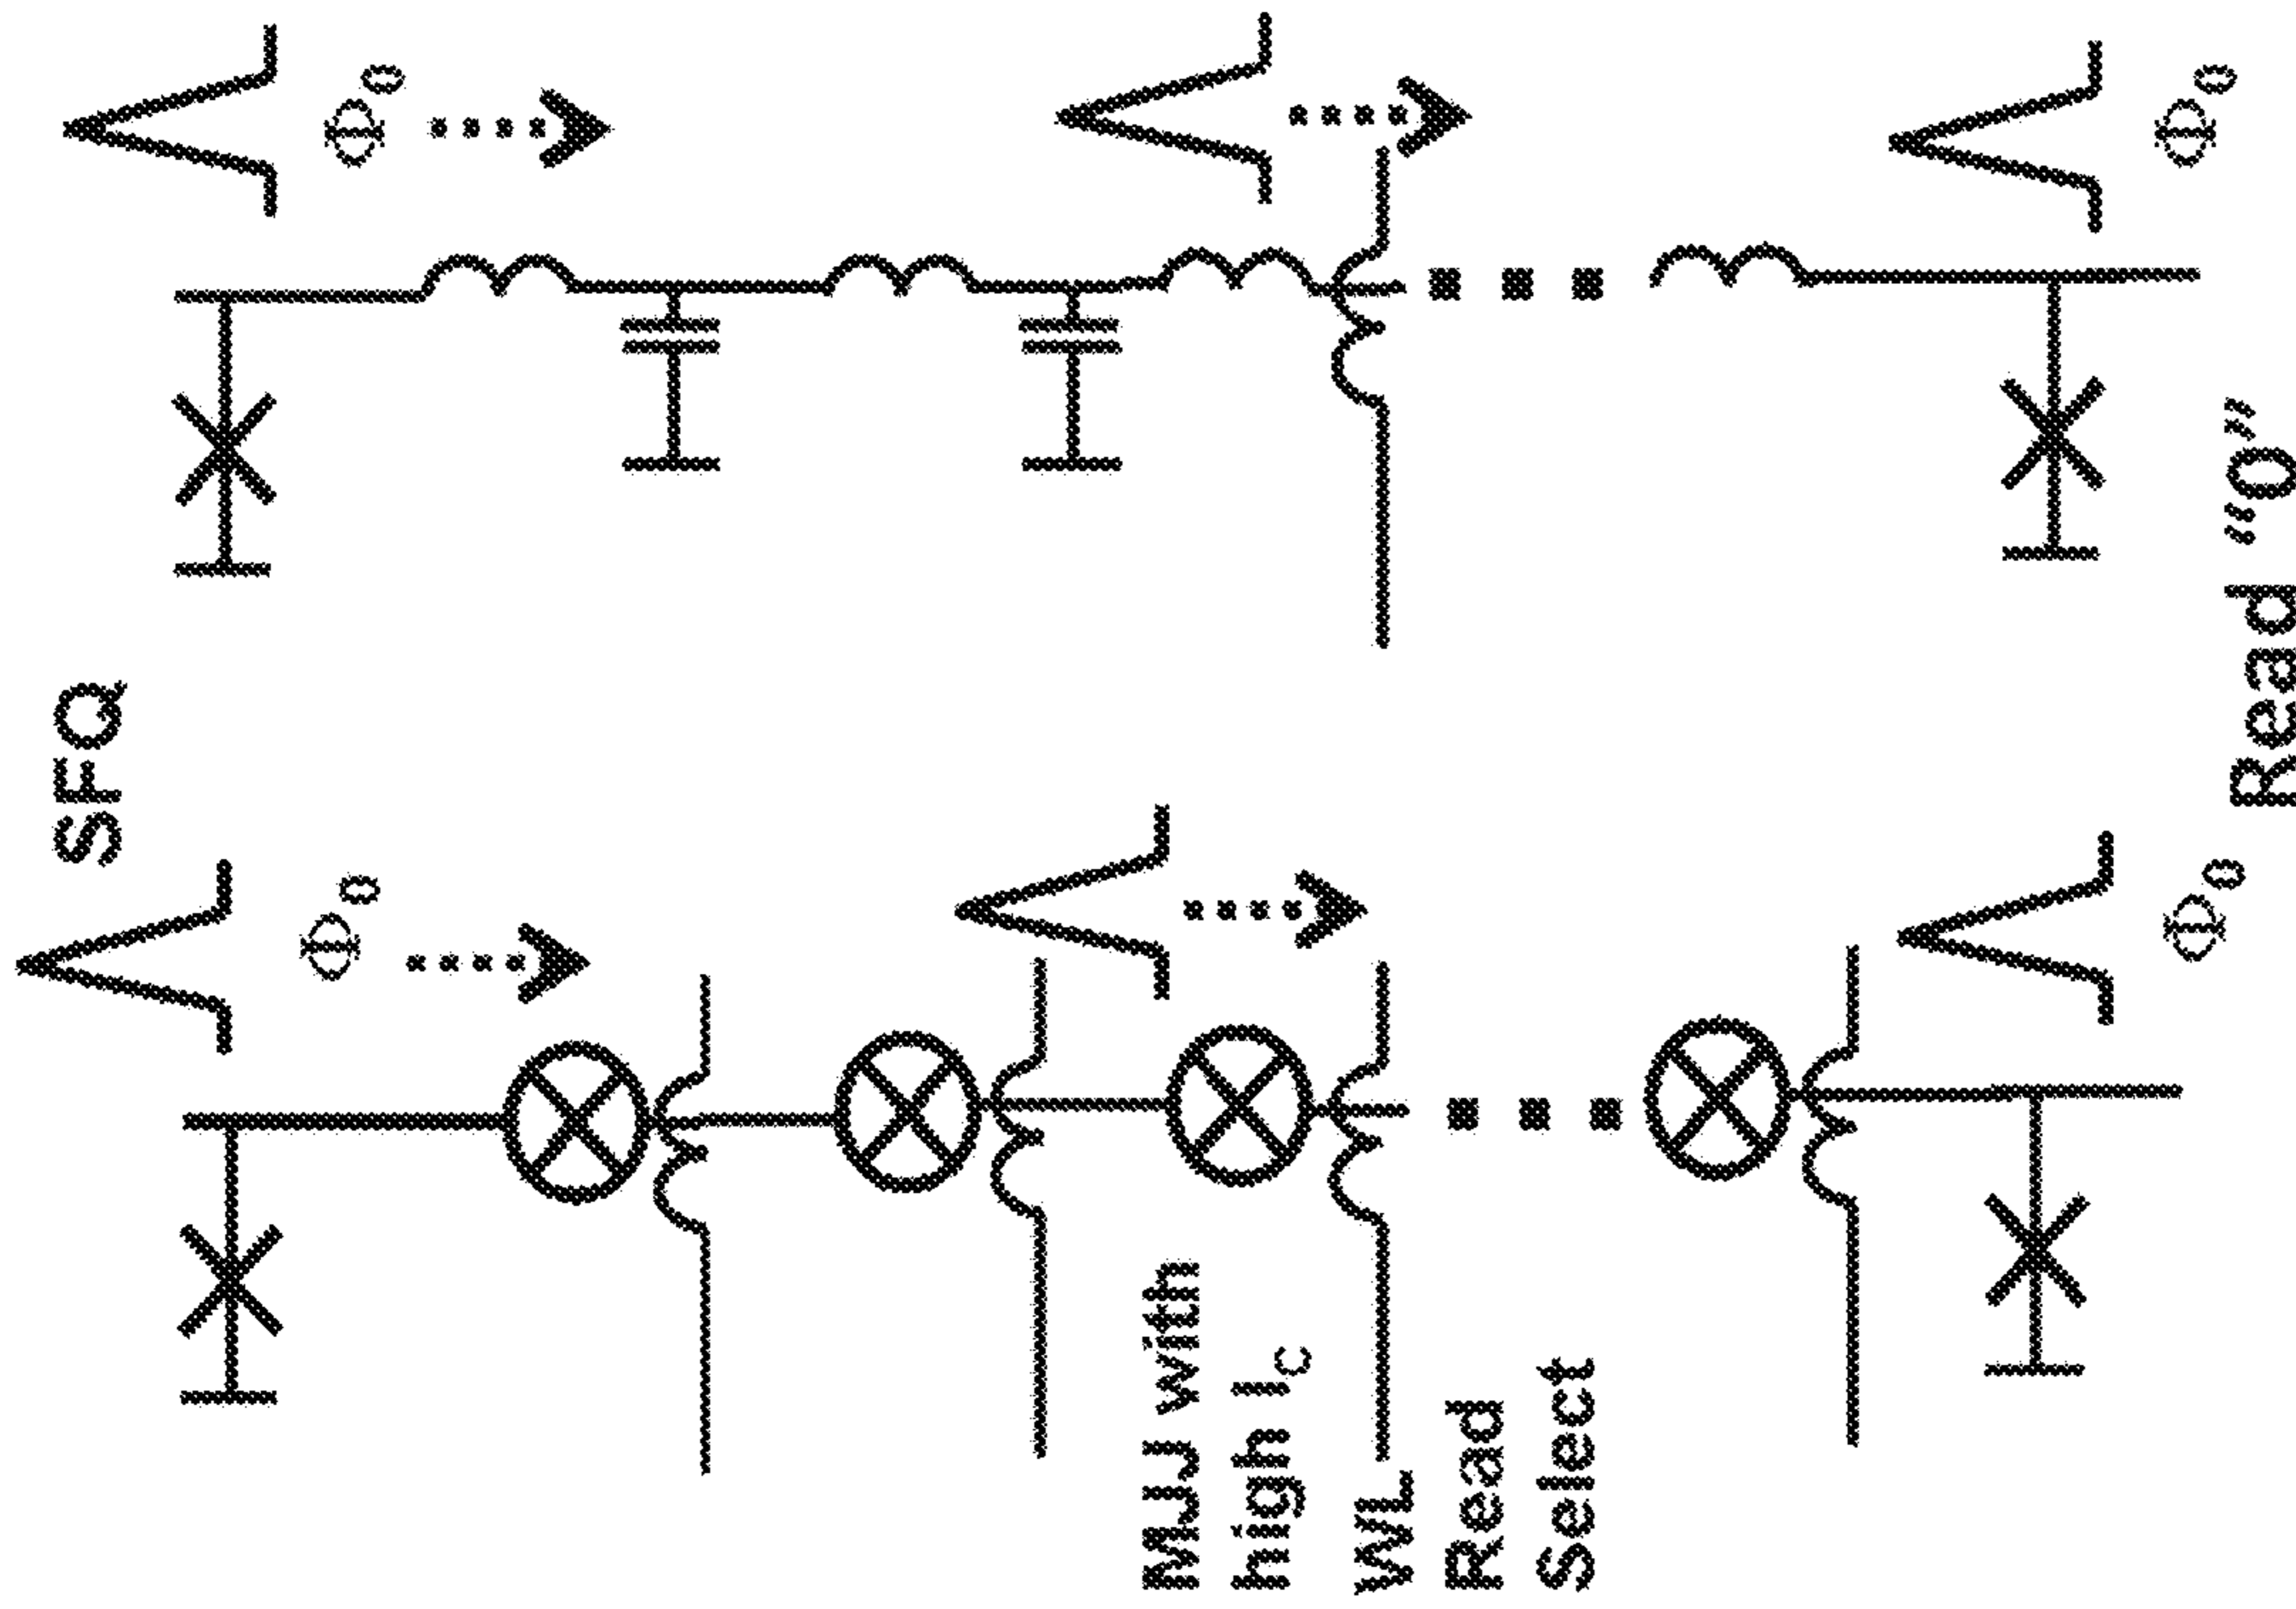 SFQ
Φ0
Φ0
MJJ with
high Ic
WL
Read
Select
Φ0
Φ0
Read “0”